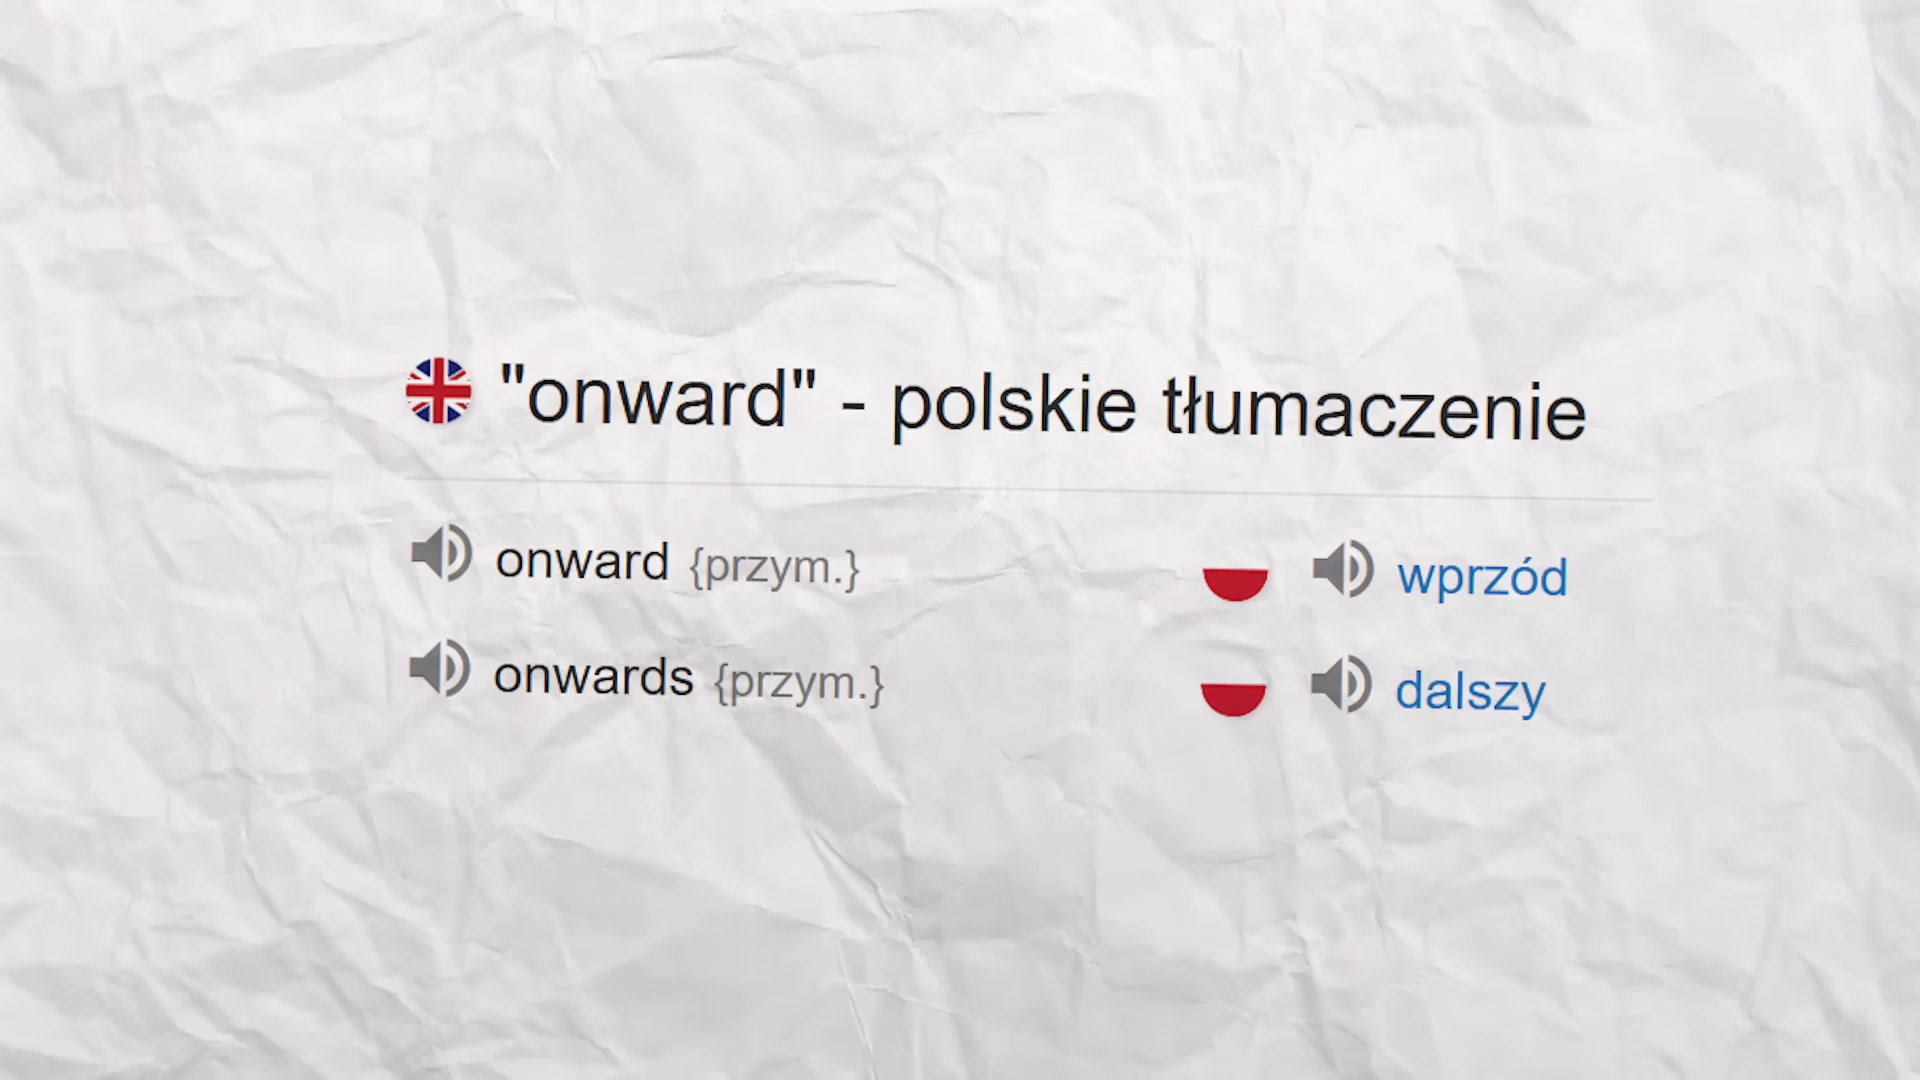 "onward" - polskie tłumaczenie
onward {przym.} wprzód
onwards {przym.} dalszy